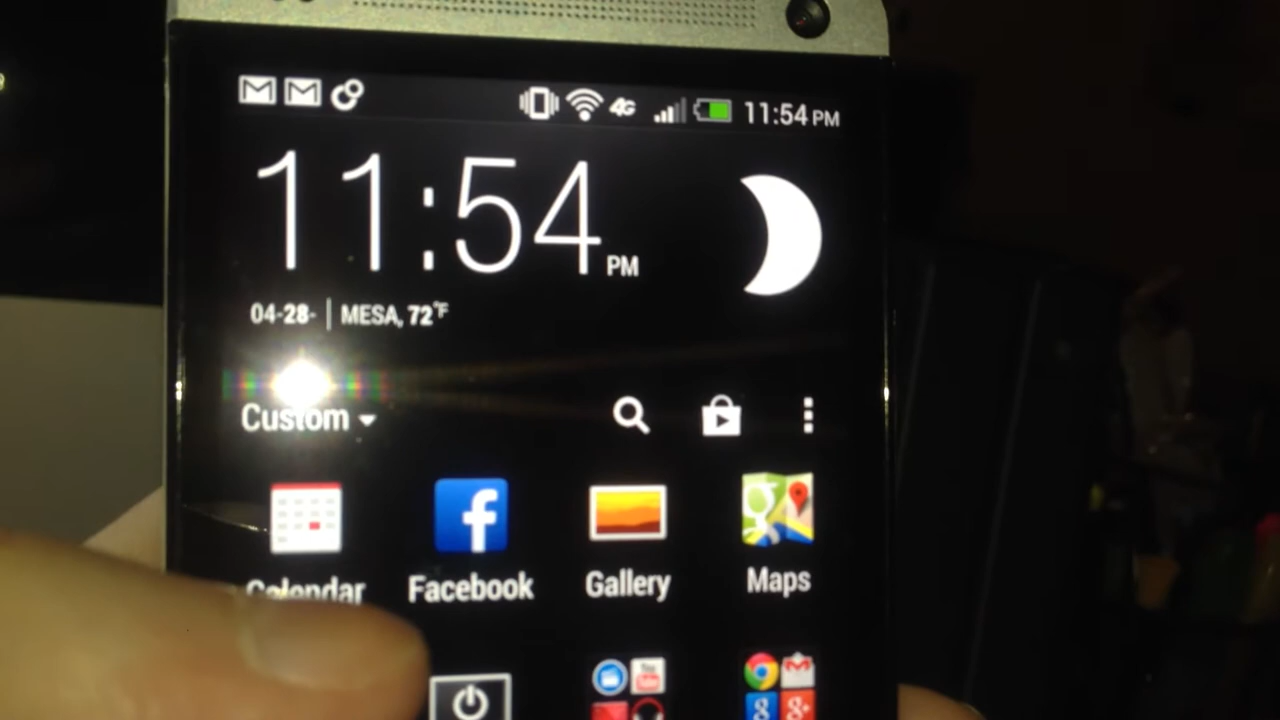 4G 11:54 PM
11:54 PM
04-28- | MESA, 72°F
Custom
Calendar Facebook Gallery Maps